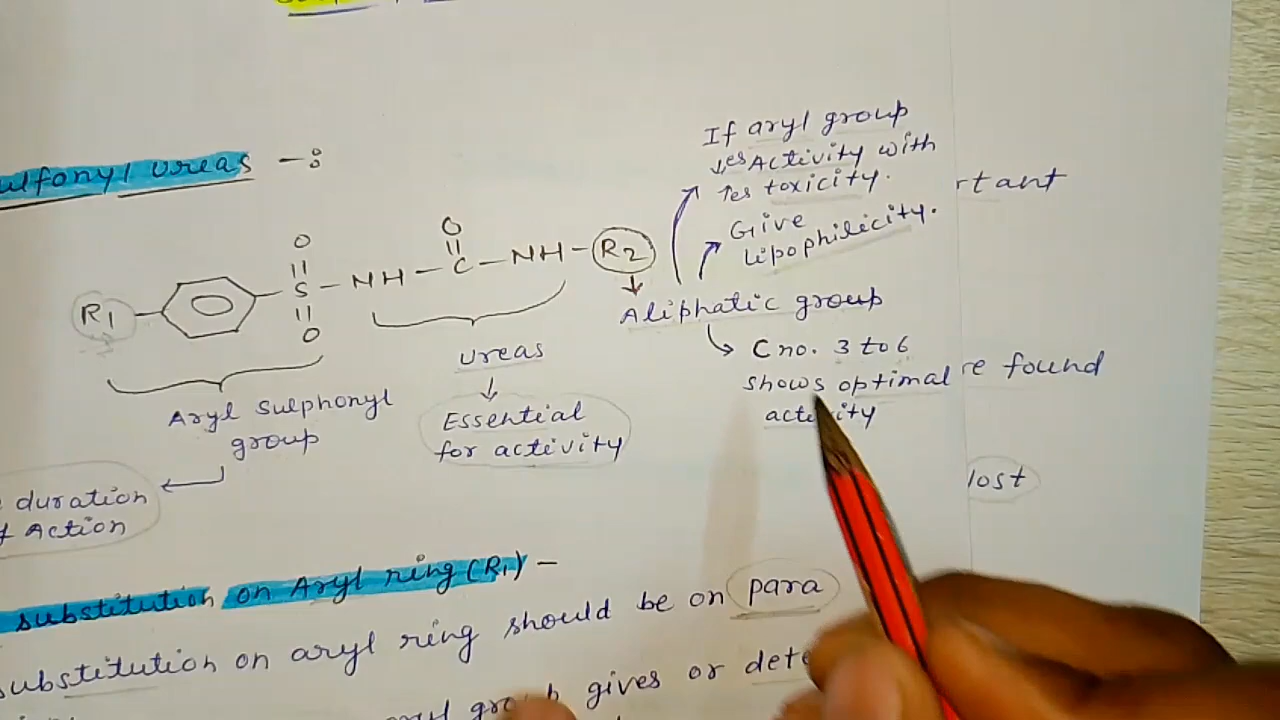 ulfonyl Ureas -:
If aryl group
↓es Activity with
↑es toxicity.
Give
lipophilicity.
rtant
R1
O
||
S
||
O
- NH - C - NH - R2
O
||
Aliphatic group
C no. 3 to 6
shows optimal
activity
re found
lost
ureas
Essential
for activity
Aryl sulphonyl
group
duration
Action
substitution on Aryl ring (R1) -
substitution on aryl ring should be on para
gives or dete